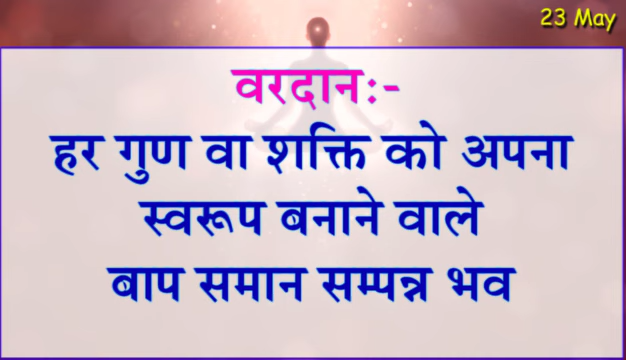 23 May
वरदान:-
हर गुण वा शक्ति को अपना
स्वरूप बनाने वाले
बाप समान सम्पन्न भव